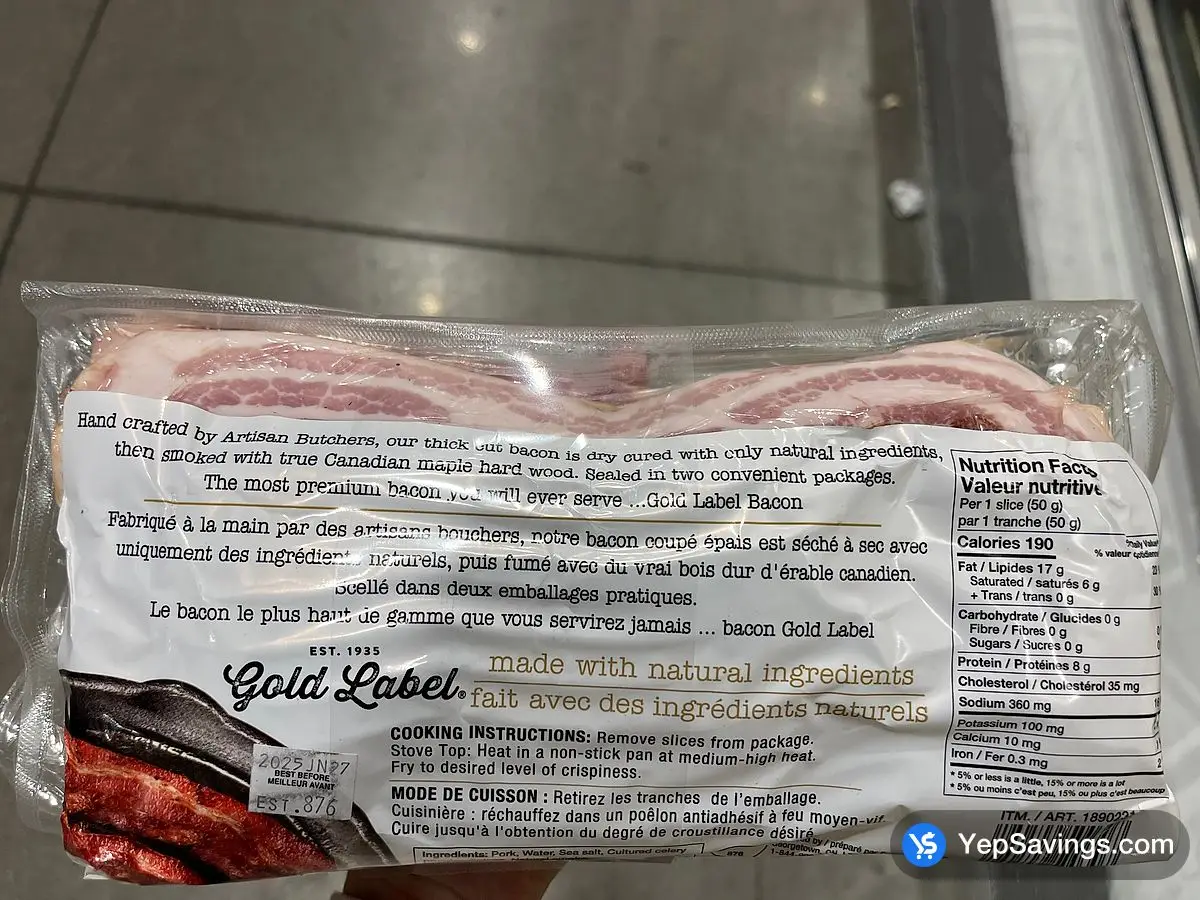 Hand crafted by Artisan Butchers, our thick cut bacon is dry cured with only natural ingredients,
then smoked with true Canadian maple hard wood. Sealed in two convenient packages.
The most premium bacon you will ever serve ...Gold Label Bacon
Fabriqué à la main par des artisans bouchers, notre bacon coupé épais est séché à sec avec
uniquement des ingrédients naturels, puis fumé avec du vrai bois dur d'érable canadien.
Scellé dans deux emballages pratiques.
Le bacon le plus haut de gamme que vous servirez jamais ... bacon Gold Label
EST. 1935
Gold Label®
made with natural ingredients
fait avec des ingrédients naturels
COOKING INSTRUCTIONS: Remove slices from package.
Stove Top: Heat in a non-stick pan at medium-high heat.
Fry to desired level of crispiness.
MODE DE CUISSON : Retirez les tranches de l'emballage.
Cuisinière : réchauffez dans un poêlon antiadhésif à feu moyen-vif.
Cuire jusqu'à l'obtention du degré de croustillance désiré.
Ingredients: Pork, Water, Sea salt, Cultured celery
2025 JN 27
BEST BEFORE
MEILLEUR AVANT
EST. 876
Nutrition Facts
Valeur nutritive
Per 1 slice (50 g)
par 1 tranche (50 g)
Calories 190
% Daily Value
% valeur quotidienne
Fat / Lipides 17 g
Saturated / saturés 6 g
+ Trans / trans 0 g
Carbohydrate / Glucides 0 g
Fibre / Fibres 0 g
Sugars / Sucres 0 g
Protein / Protéines 8 g
Cholesterol / Cholestérol 35 mg
Sodium 360 mg
Potassium 100 mg
Calcium 10 mg
Iron / Fer 0.3 mg
* 5% or less is a little, 15% or more is a lot
* 5% ou moins c'est peu, 15% ou plus c'est beaucoup
ITM. / ART.
876
by / préparé
YepSavings.com